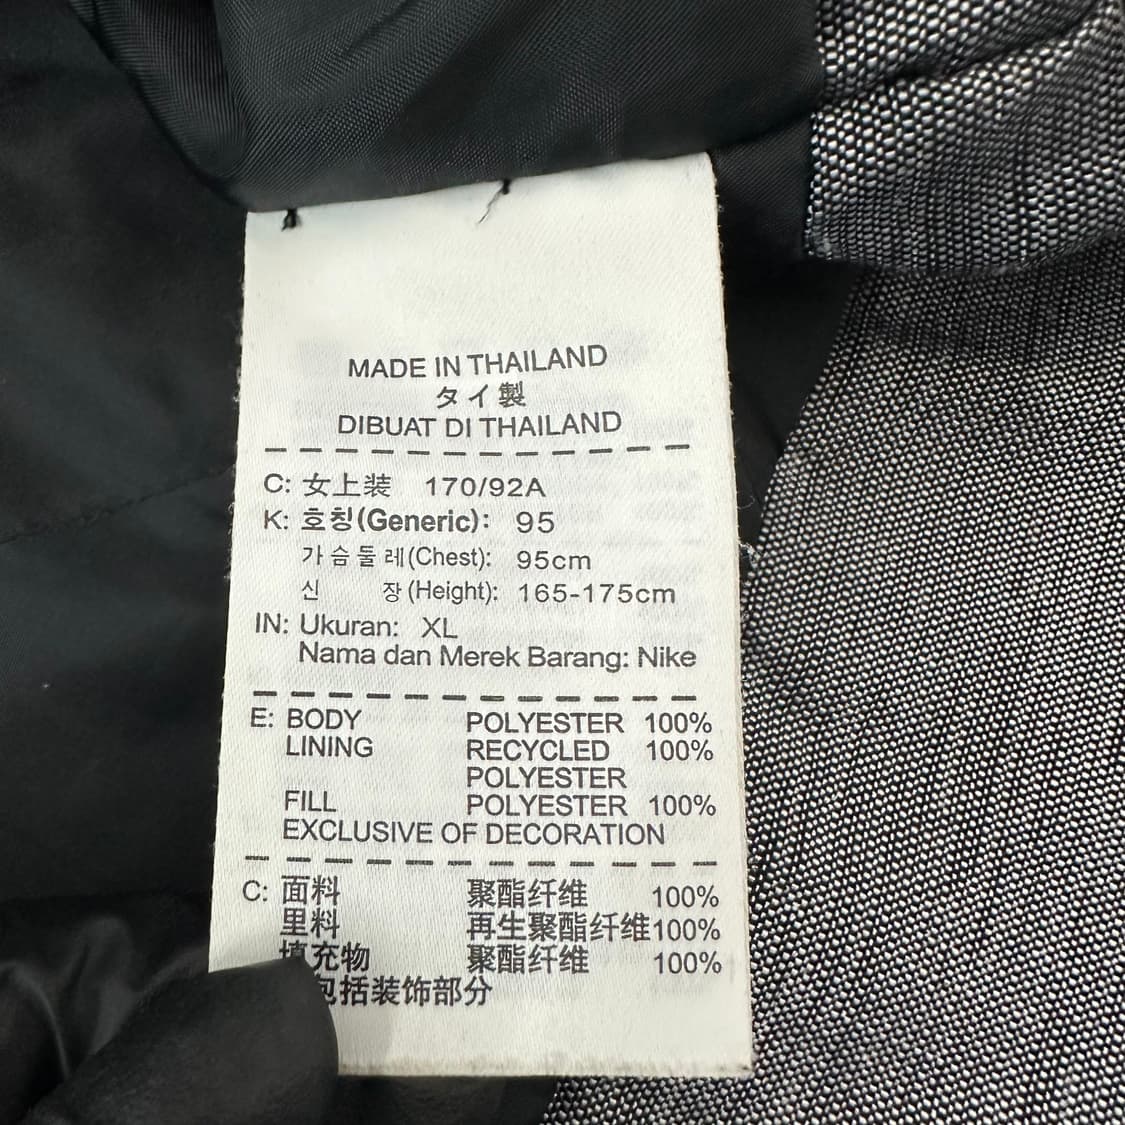 MADE IN THAILAND
タイ製
DIBUAT DI THAILAND
C: 女上装 170/92A
K: 호칭(Generic): 95
가슴둘레(Chest): 95cm
신 장(Height): 165-175cm
IN: Ukuran: XL
Nama dan Merek Barang: Nike
E: BODY POLYESTER 100%
LINING RECYCLED 100%
POLYESTER
FILL POLYESTER 100%
EXCLUSIVE OF DECORATION
C: 面料 聚酯纤维 100%
里料 再生聚酯纤维100%
填充物 聚酯纤维 100%
包括装饰部分